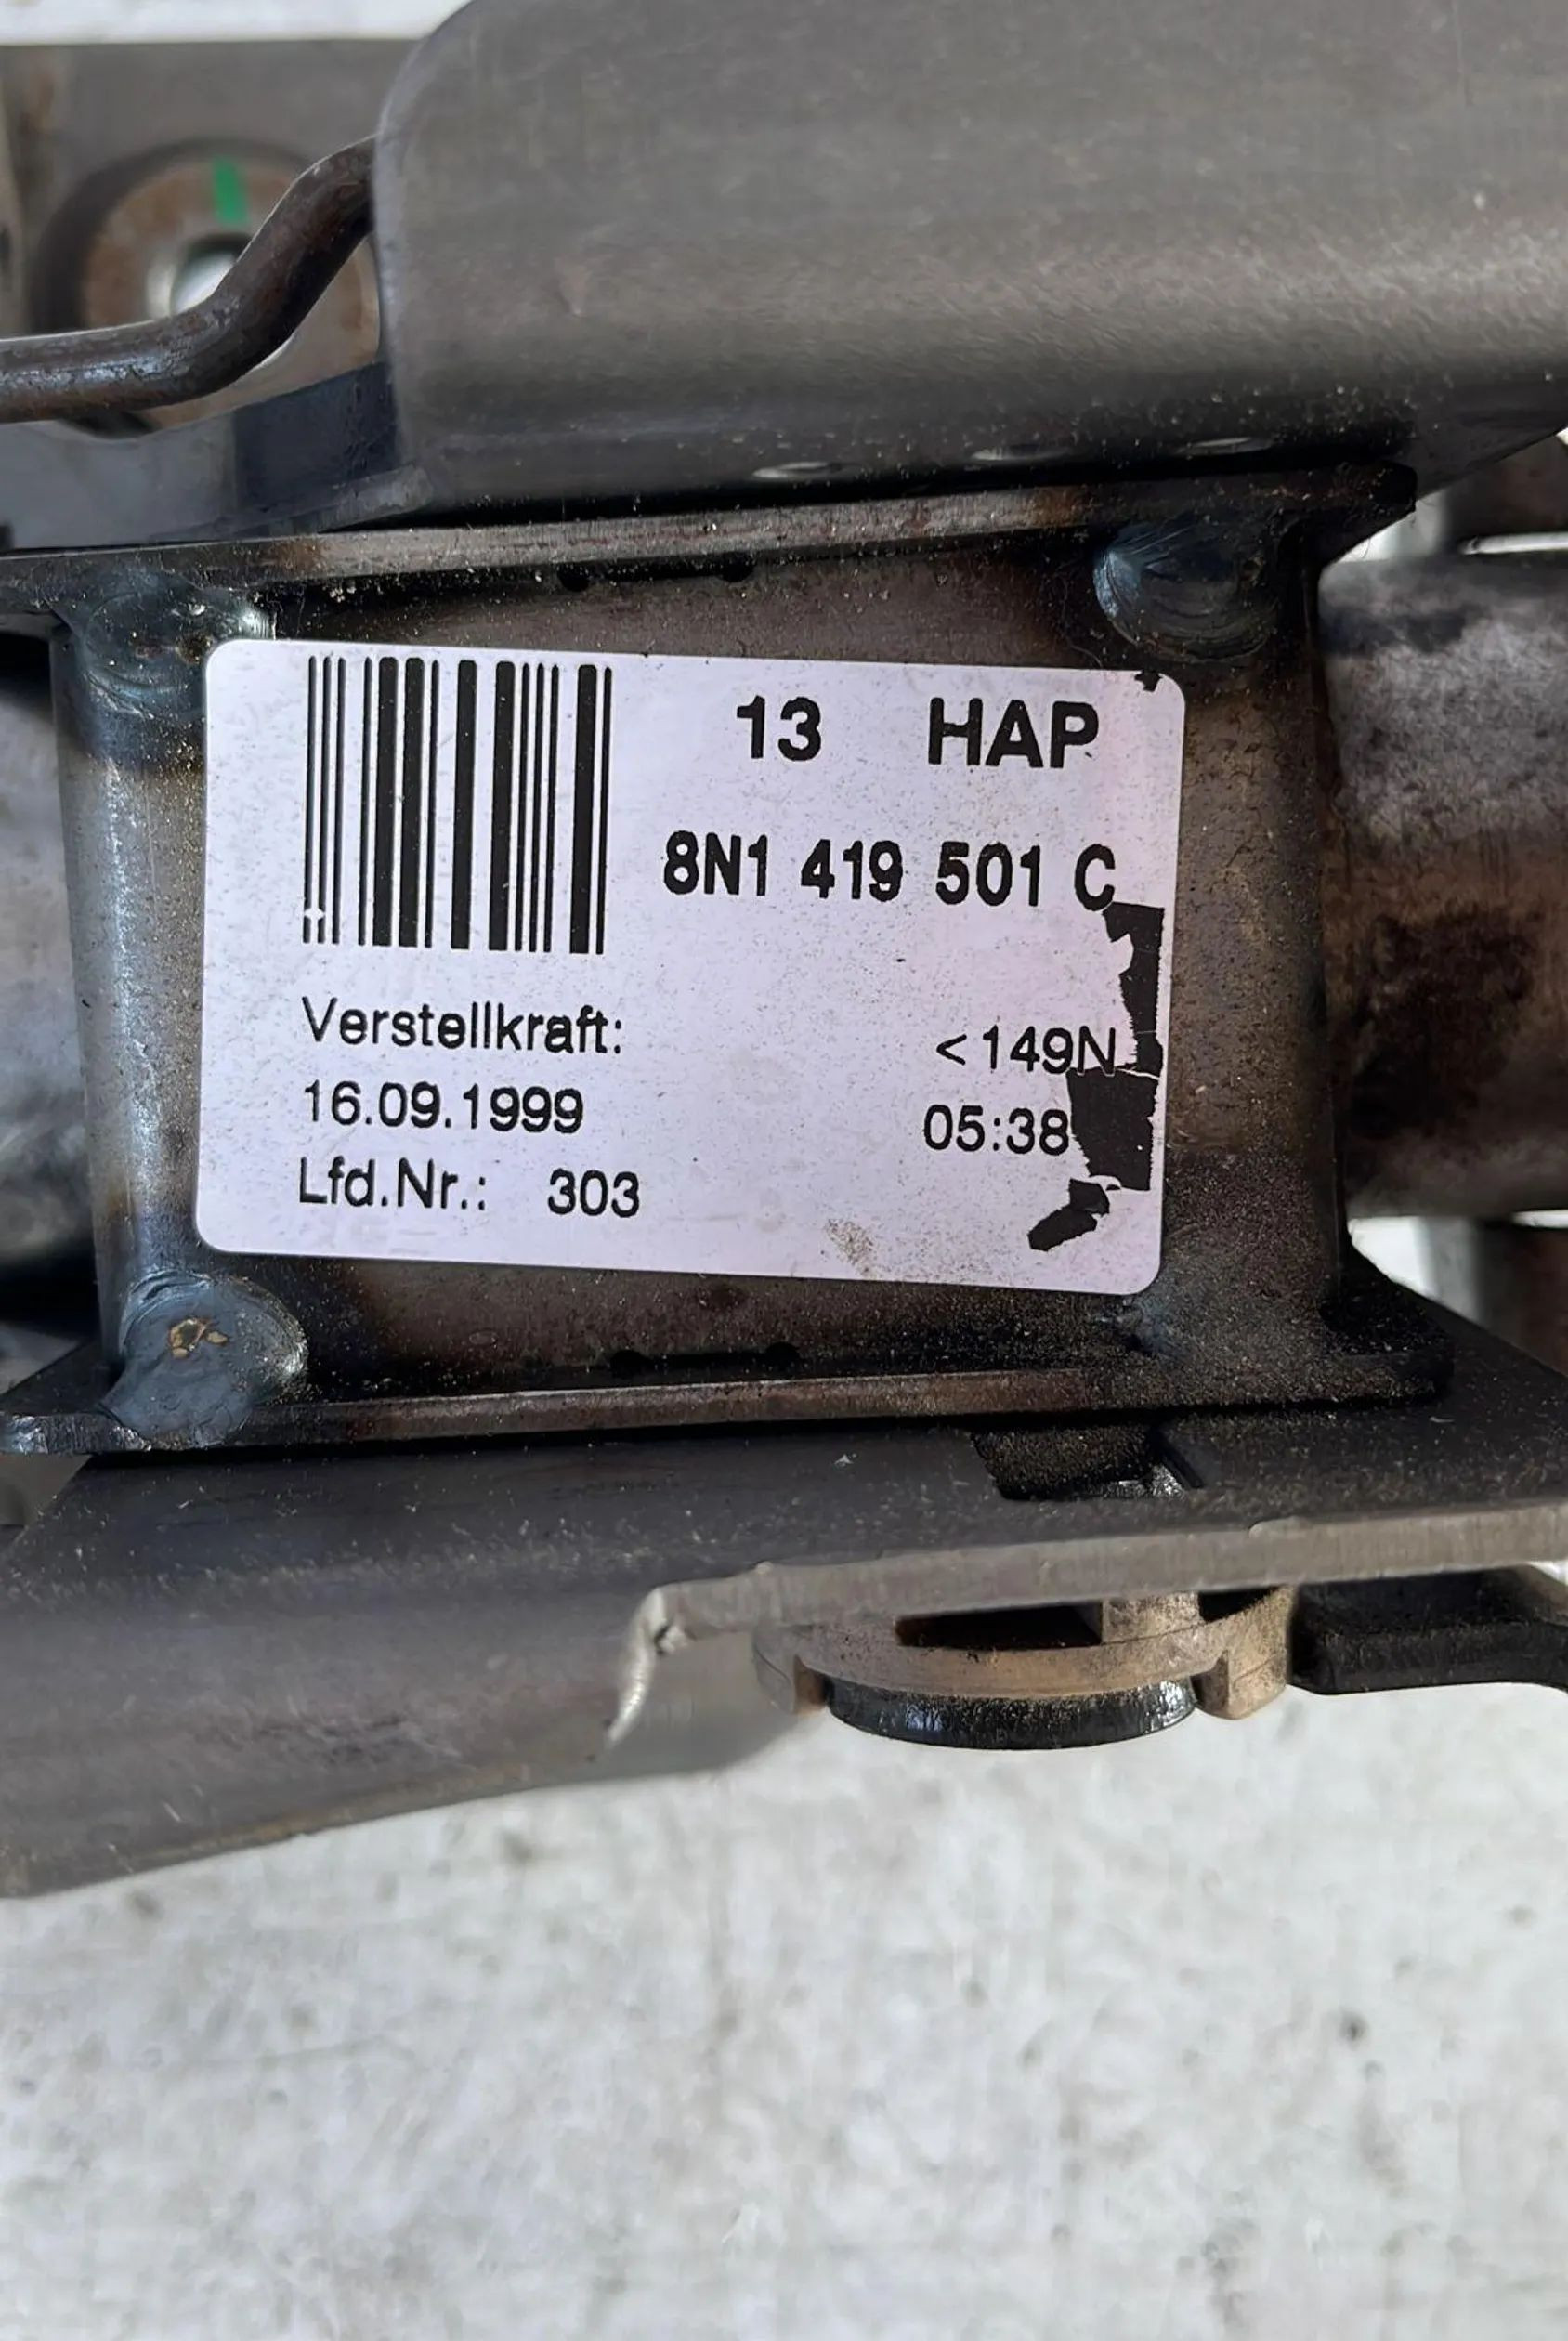 13 HAP
8N1 419 501 C
Verstellkraft: <149N
16.09.1999 05:38
Lfd.Nr.: 303